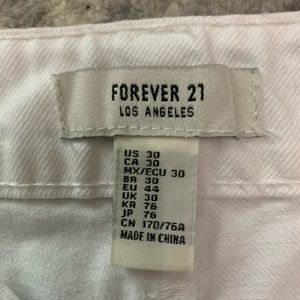 FOREVER 21
LOS ANGELES
US 30
CA 30
MX/ECU 30
BR 30
EU 44
UK 30
KR 76
JP 76
CN 170/76A
MADE IN CHINA